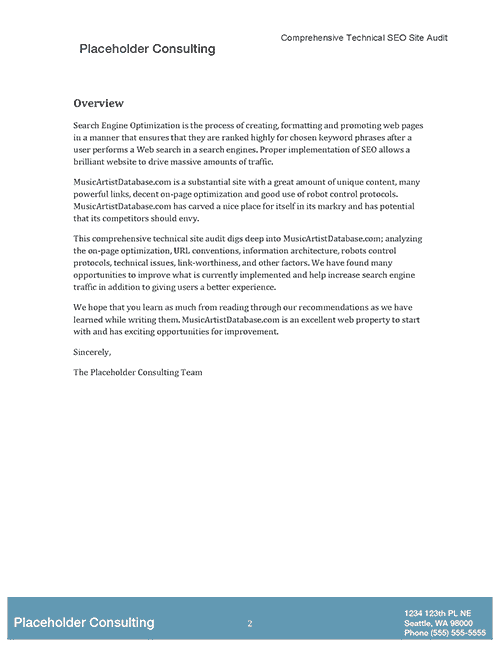 Comprehensive Technical SEO Site Audit
Placeholder Consulting
Overview
Search Engine Optimization is the process of creating, formatting and promoting web pages
in a manner that ensures that they are ranked highly for chosen keyword phrases after a
user performs a Web search in a search engines. Proper implementation of SEO allows a
brilliant website to drive massive amounts of traffic.
MusicArtistDatabase.com is a substantial site with a great amount of unique content, many
powerful links, decent on-page optimization and good use of robot control protocols.
MusicArtistDatabase.com has carved a nice place for itself in its markry and has potential
that its competitors should envy.
This comprehensive technical site audit digs deep into MusicArtistDatabase.com; analyzing
the on-page optimization, URL conventions, information architecture, robots control
protocols, technical issues, link-worthiness, and other factors. We have found many
opportunities to improve what is currently implemented and help increase search engine
traffic in addition to giving users a better experience.
We hope that you learn as much from reading through our recommendations as we have
learned while writing them. MusicArtistDatabase.com is an excellent web property to start
with and has exciting opportunities for improvement.
Sincerely,
The Placeholder Consulting Team
Placeholder Consulting
2
1234 123th PL NE
Seattle, WA 98000
Phone (555) 555-5555